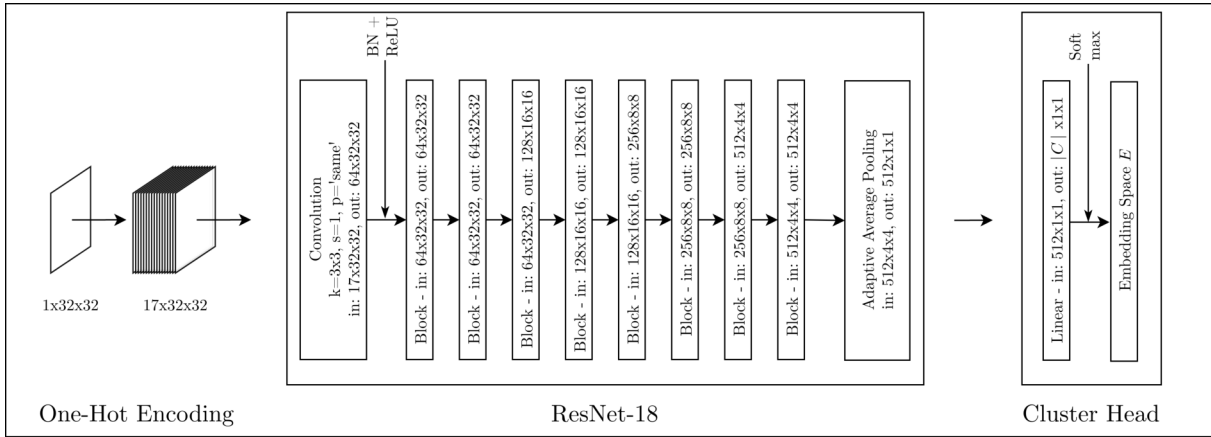 1x32x32
17x32x32
One-Hot Encoding
BN +
ReLU
Convolution
k=3x3, s=1, p='same'
in: 17x32x32, out: 64x32x32
Block - in: 64x32x32, out: 64x32x32
Block - in: 64x32x32, out: 64x32x32
Block - in: 64x32x32, out: 128x16x16
Block - in: 128x16x16, out: 128x16x16
Block - in: 128x16x16, out: 256x8x8
Block - in: 256x8x8, out: 256x8x8
Block - in: 256x8x8, out: 512x4x4
Block - in: 512x4x4, out: 512x4x4
Adaptive Average Pooling
in: 512x4x4, out: 512x1x1
ResNet-18
Soft
max
Linear - in: 512x1x1, out: |C| x1x1
Embedding Space E
Cluster Head